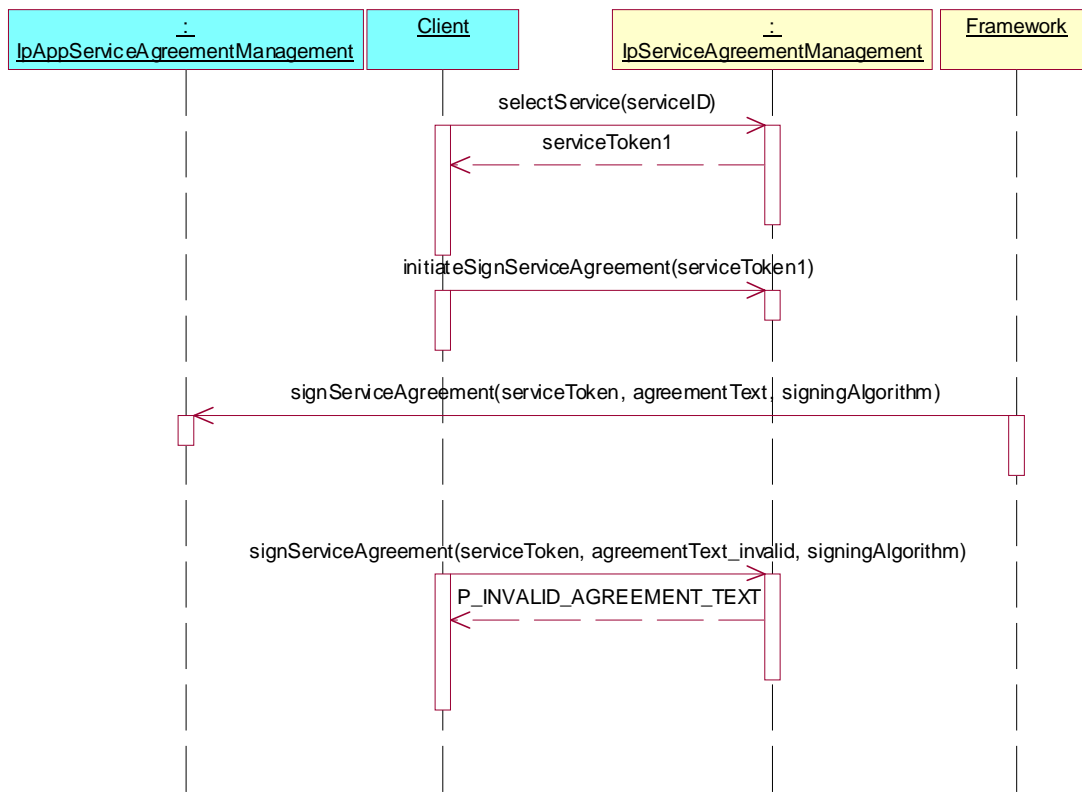 :
IpAppServiceAgreementManagement
Client
:
IpServiceAgreementManagement
Framework
selectService(serviceID)
serviceToken1
initiateSignServiceAgreement(serviceToken1)
signServiceAgreement(serviceToken, agreementText, signingAlgorithm)
signServiceAgreement(serviceToken, agreementText_invalid, signingAlgorithm)
P_INVALID_AGREEMENT_TEXT